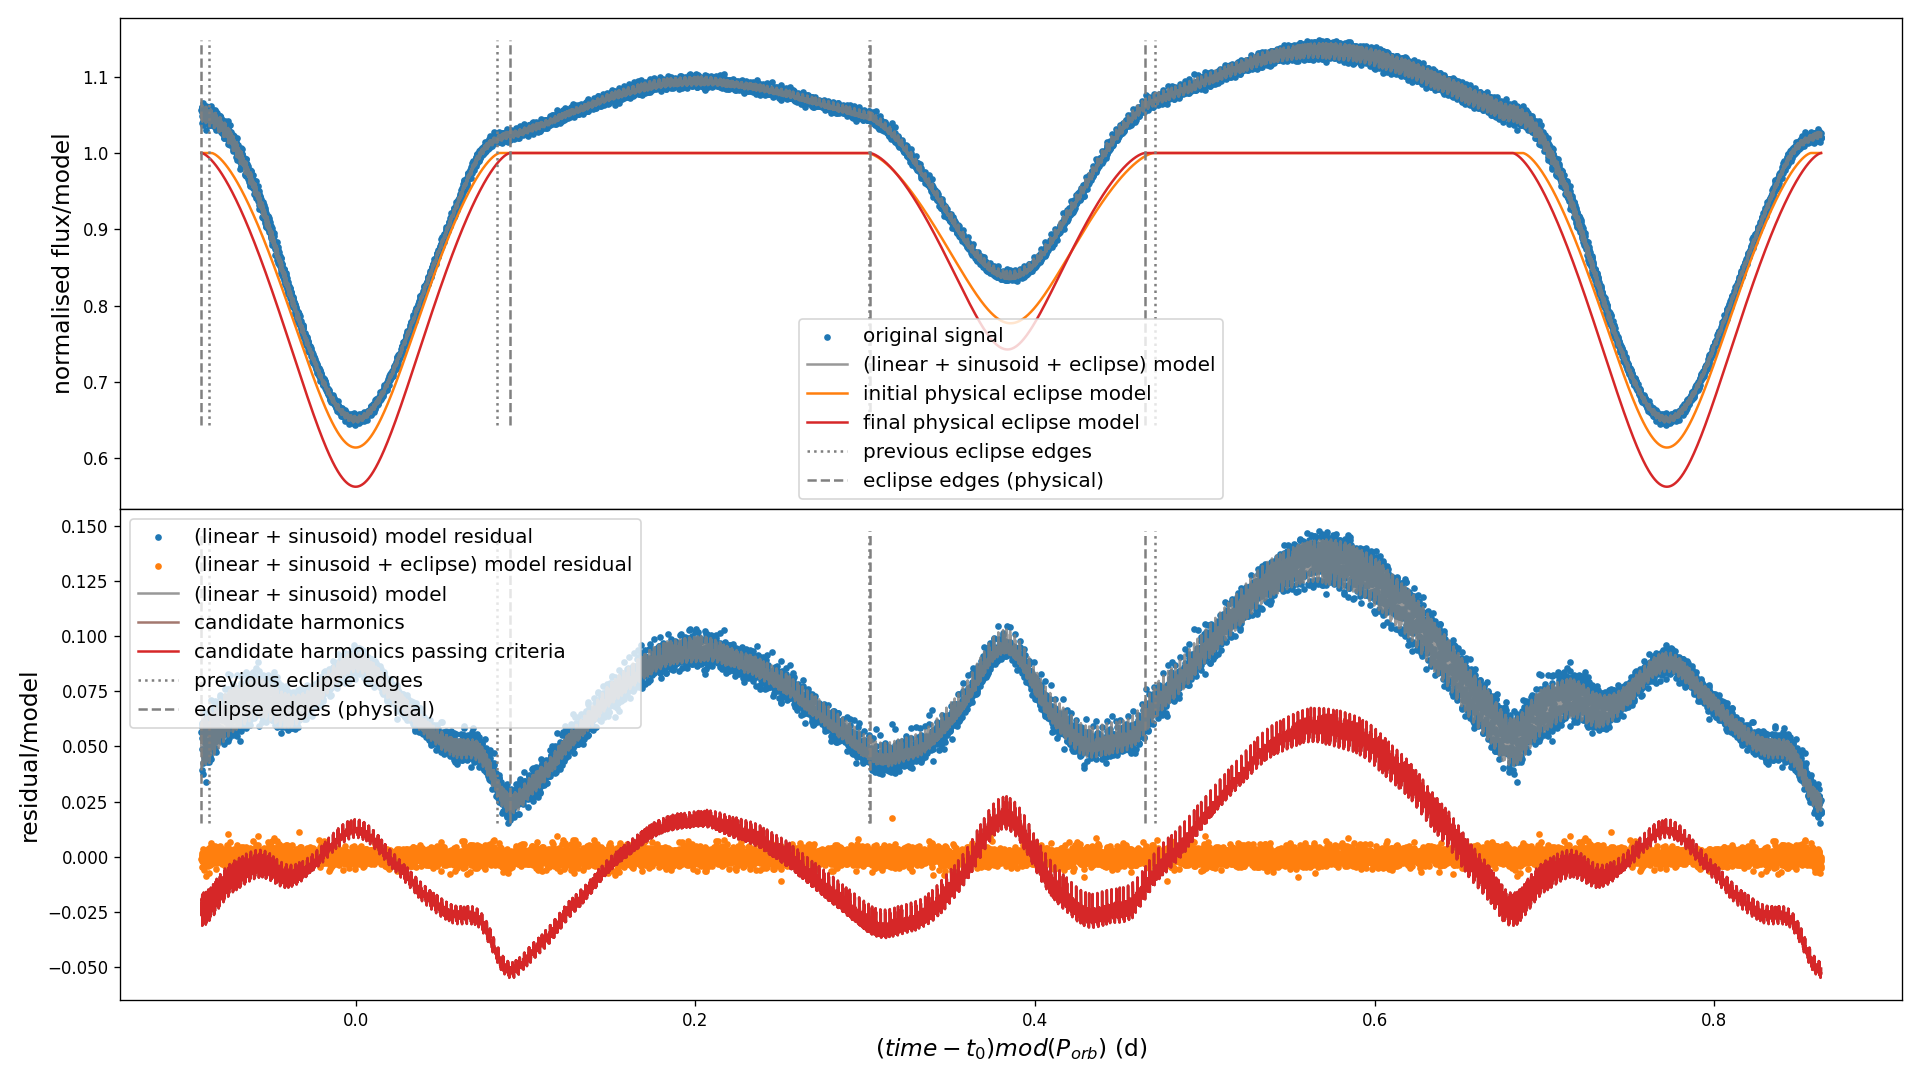 normalised flux/model
1.1
1.0
0.9
0.8
0.7
0.6
original signal
(linear + sinusoid + eclipse) model
initial physical eclipse model
final physical eclipse model
previous eclipse edges
eclipse edges (physical)
residual/model
0.150
0.125
0.100
0.075
0.050
0.025
0.000
−0.025
−0.050
(linear + sinusoid) model residual
(linear + sinusoid + eclipse) model residual
(linear + sinusoid) model
candidate harmonics
candidate harmonics passing criteria
previous eclipse edges
eclipse edges (physical)
0.0 0.2 0.4 0.6 0.8
(time − t₀)mod(Pₒᵣb) (d)